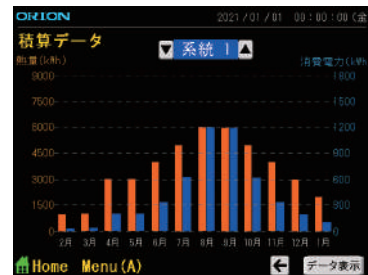 ORION 2021/01/01 00:00:00 (金
積算データ
▼ 系統 1 ▲
熱量(kWh) 消費電力(kWh
9000 1800
7500 1500
6000 1200
4500 900
3000 600
1500 300
0 0
2月 3月 4月 5月 6月 7月 8月 9月 10月 11月 12月 1月
Home Menu(A) ← データ表示